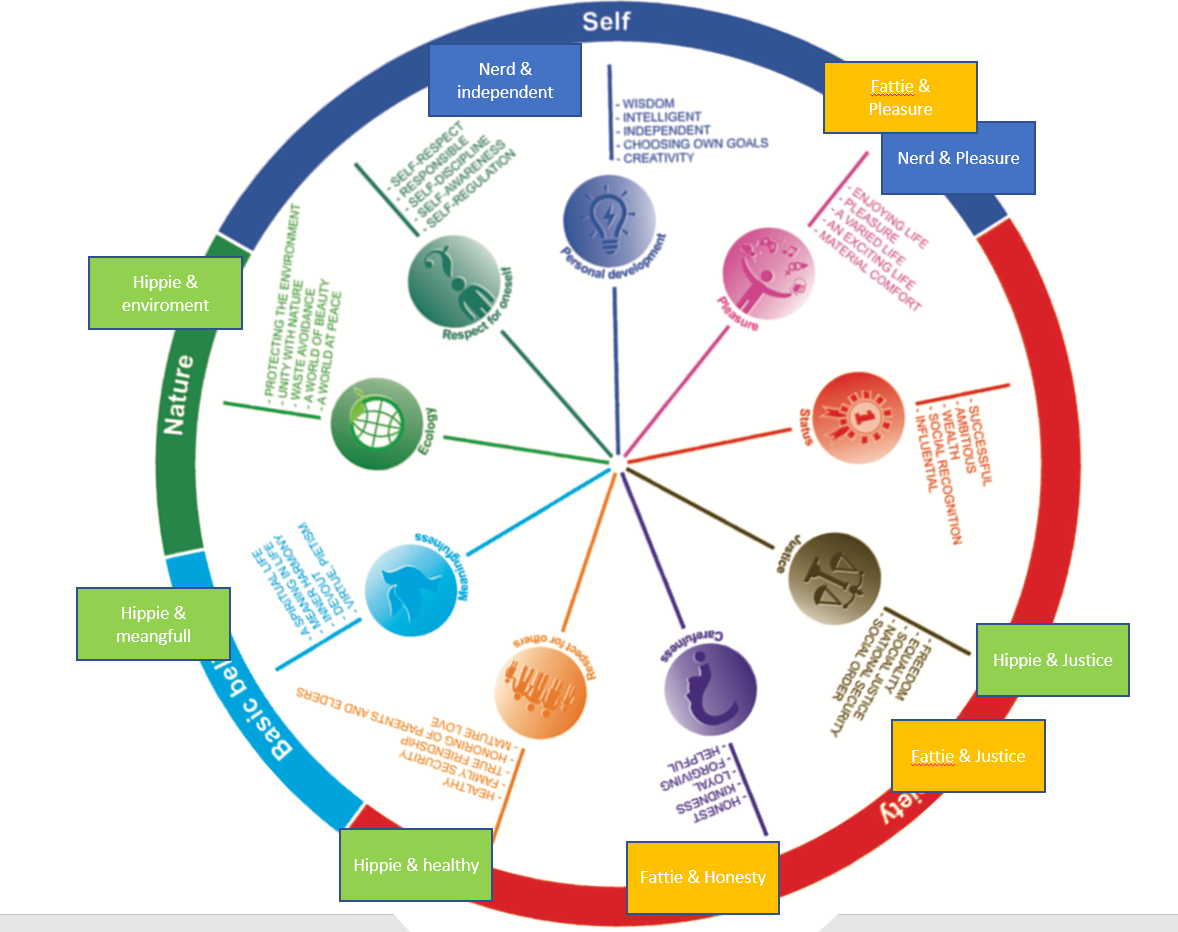 Self
Nerd &
independent
Fattie &
Pleasure
Nerd & Pleasure
- WISDOM
- INTELLIGENT
- INDEPENDENT
- CHOOSING OWN GOALS
- CREATIVITY
Personal development
- SELF-RESPECT
- RESPONSIBLE
- SELF-DISCIPLINE
- SELF-AWARENESS
- SELF-REGULATION
Respect for oneself
- ENJOYING LIFE
- PLEASURE
- A VARIED LIFE
- AN EXCITING LIFE
- MATERIAL COMFORT
Pleasure
Hippie &
enviroment
Nature
- PROTECTING THE ENVIRONMENT
- UNITY WITH NATURE
- WASTE AVOIDANCE
- A WORLD OF BEAUTY
- A WORLD AT PEACE
Ecology
Status
1
- SUCCESSFUL
- AMBITIOUS
- WEALTH
- SOCIAL RECOGNITION
- INFLUENTIAL
Hippie &
meangfull
Basic bel
- A SPIRITUAL LIFE
- MEANING IN LIFE
- INNER HARMONY
- DEVOUT
- VIRTUE, PIETISM
Meaningfulness
Justice
- FREEDOM
- EQUALITY
- SOCIAL JUSTICE
- NATIONAL SECURITY
- SOCIAL ORDER
Hippie & Justice
Fattie & Justice
iety
Respect for others
- HEALTHY
- FAMILY SECURITY
- TRUE FRIENDSHIP
- HONORING OF PARENTS AND ELDERS
- MATURE LOVE
Carefulness
- HONEST
- KINDNESS
- LOYAL
- FORGIVING
- HELPFUL
Hippie & healthy
Fattie & Honesty